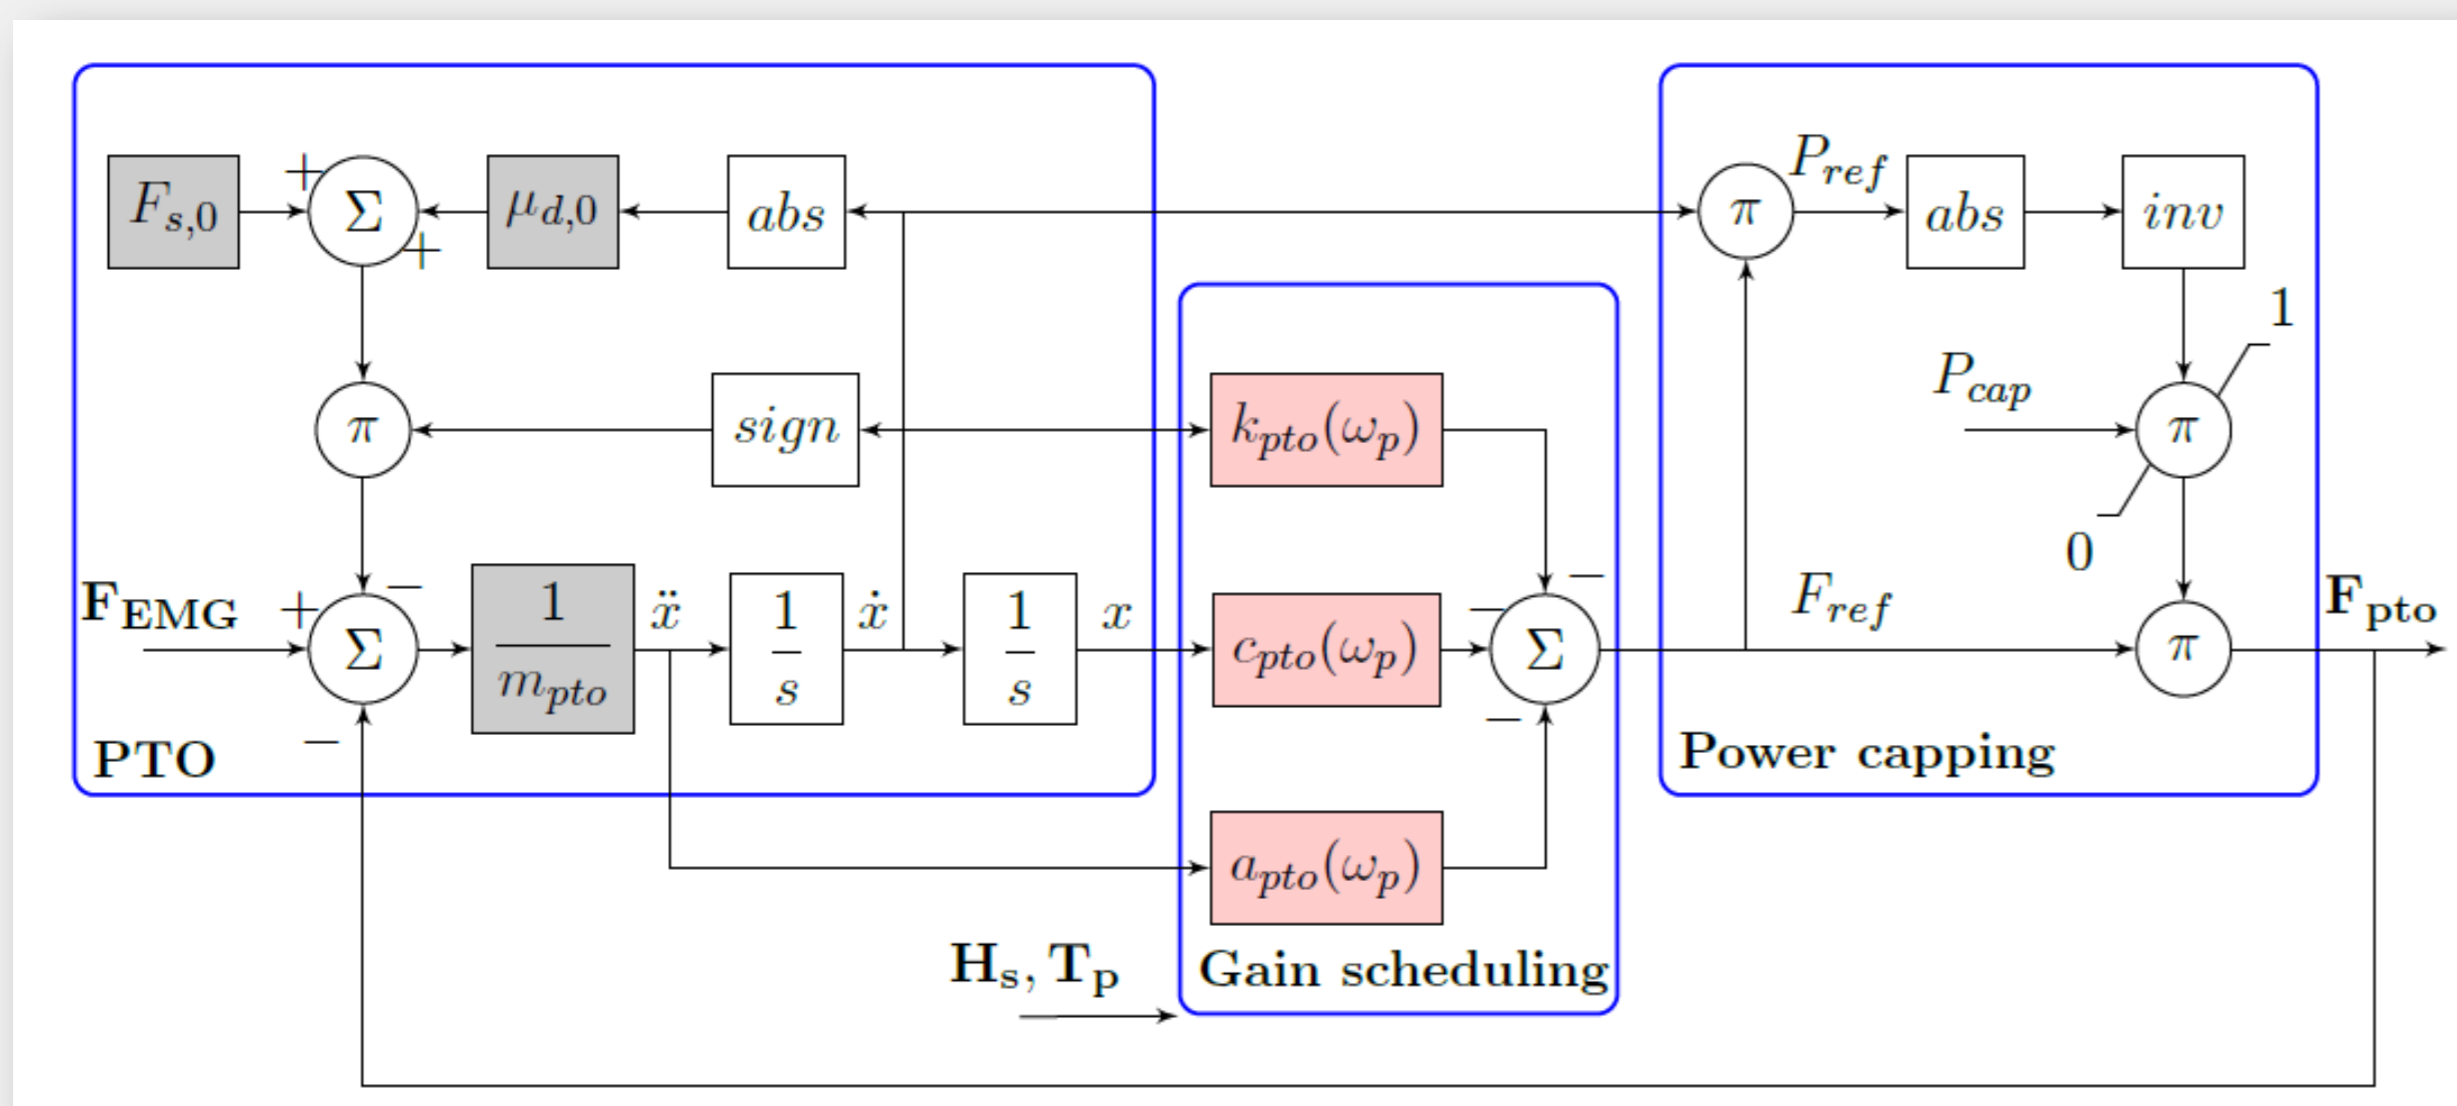 F_{s,0}
+
Σ
+
μ_{d,0}
abs
π
P_{ref}
abs
inv
1
P_{cap}
π
0
π
sign
k_{pto}(ω_p)
F_{EMG}
+
−
Σ
−
1
m_{pto}
ẍ
1
s
ẋ
1
s
x
c_{pto}(ω_p)
−
−
Σ
−
F_{ref}
π
F_{pto}
PTO
Power capping
a_{pto}(ω_p)
H_s, T_p
Gain scheduling